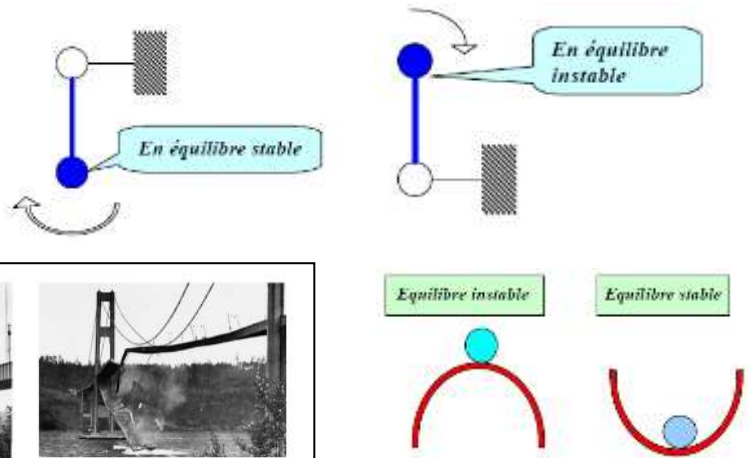 En équilibre
instable
En équilibre stable
Equilibre instable
Equilibre stable